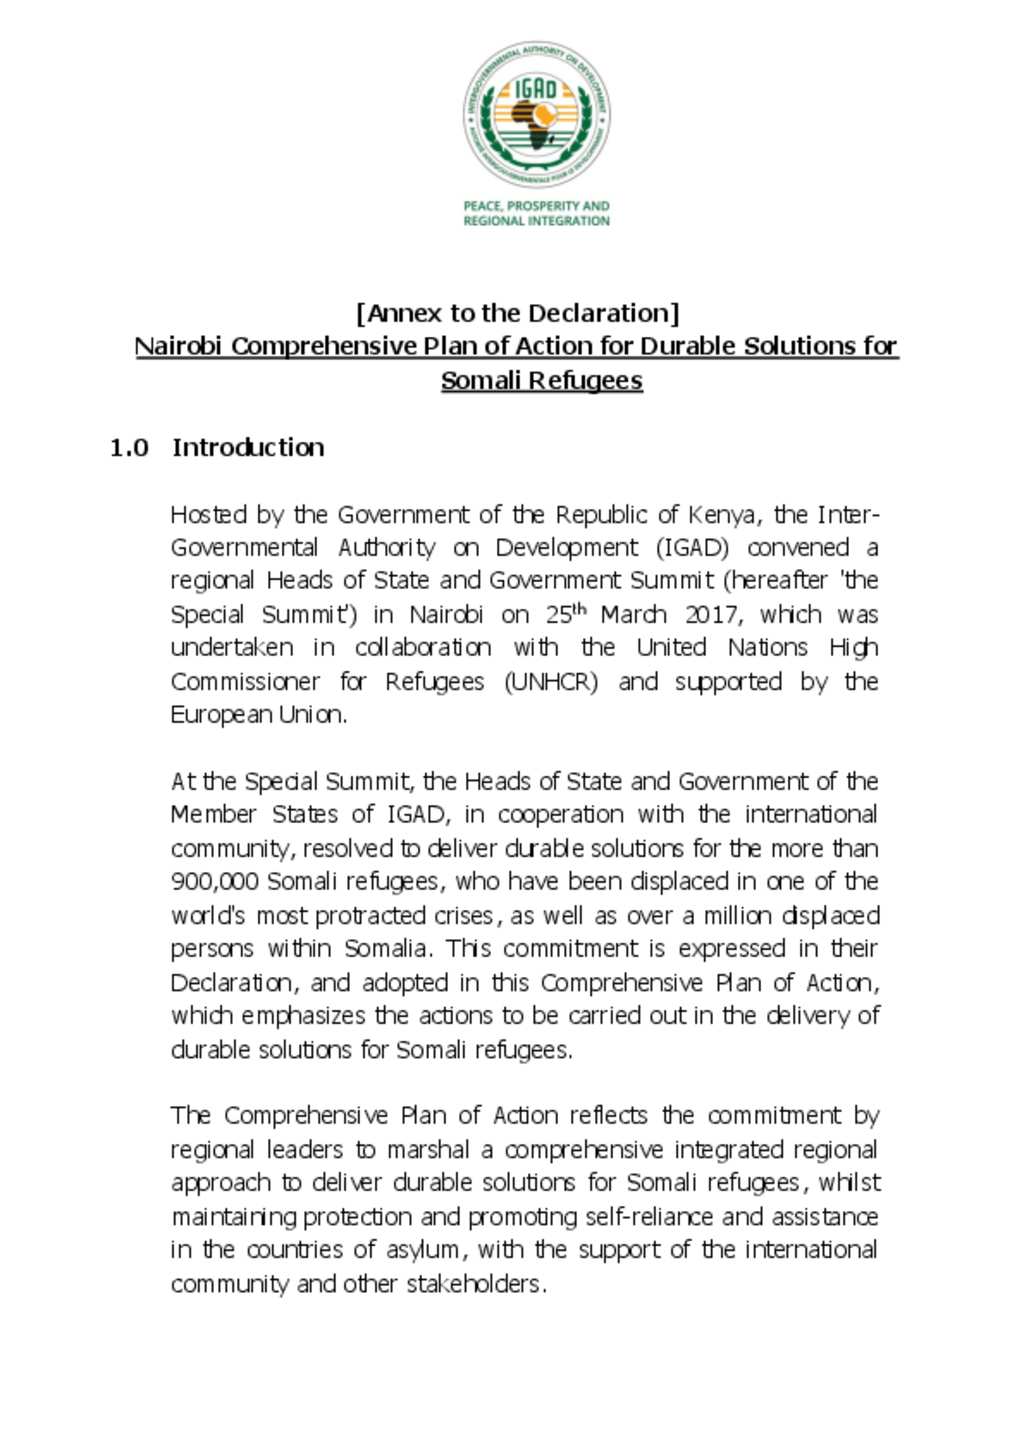 INTERGOVERNMENTAL AUTHORITY ON DEVELOPMENT
IGAD
AUTORITÉ INTERGOUVERNEMENTALE POUR LE DÉVELOPPEMENT
PEACE, PROSPERITY AND
REGIONAL INTEGRATION
[Annex to the Declaration]
Nairobi Comprehensive Plan of Action for Durable Solutions for
Somali Refugees
1.0 Introduction
Hosted by the Government of the Republic of Kenya, the Inter-
Governmental Authority on Development (IGAD) convened a
regional Heads of State and Government Summit (hereafter 'the
Special Summit') in Nairobi on 25th March 2017, which was
undertaken in collaboration with the United Nations High
Commissioner for Refugees (UNHCR) and supported by the
European Union.
At the Special Summit, the Heads of State and Government of the
Member States of IGAD, in cooperation with the international
community, resolved to deliver durable solutions for the more than
900,000 Somali refugees, who have been displaced in one of the
world's most protracted crises, as well as over a million displaced
persons within Somalia. This commitment is expressed in their
Declaration, and adopted in this Comprehensive Plan of Action,
which emphasizes the actions to be carried out in the delivery of
durable solutions for Somali refugees.
The Comprehensive Plan of Action reflects the commitment by
regional leaders to marshal a comprehensive integrated regional
approach to deliver durable solutions for Somali refugees, whilst
maintaining protection and promoting self-reliance and assistance
in the countries of asylum, with the support of the international
community and other stakeholders.